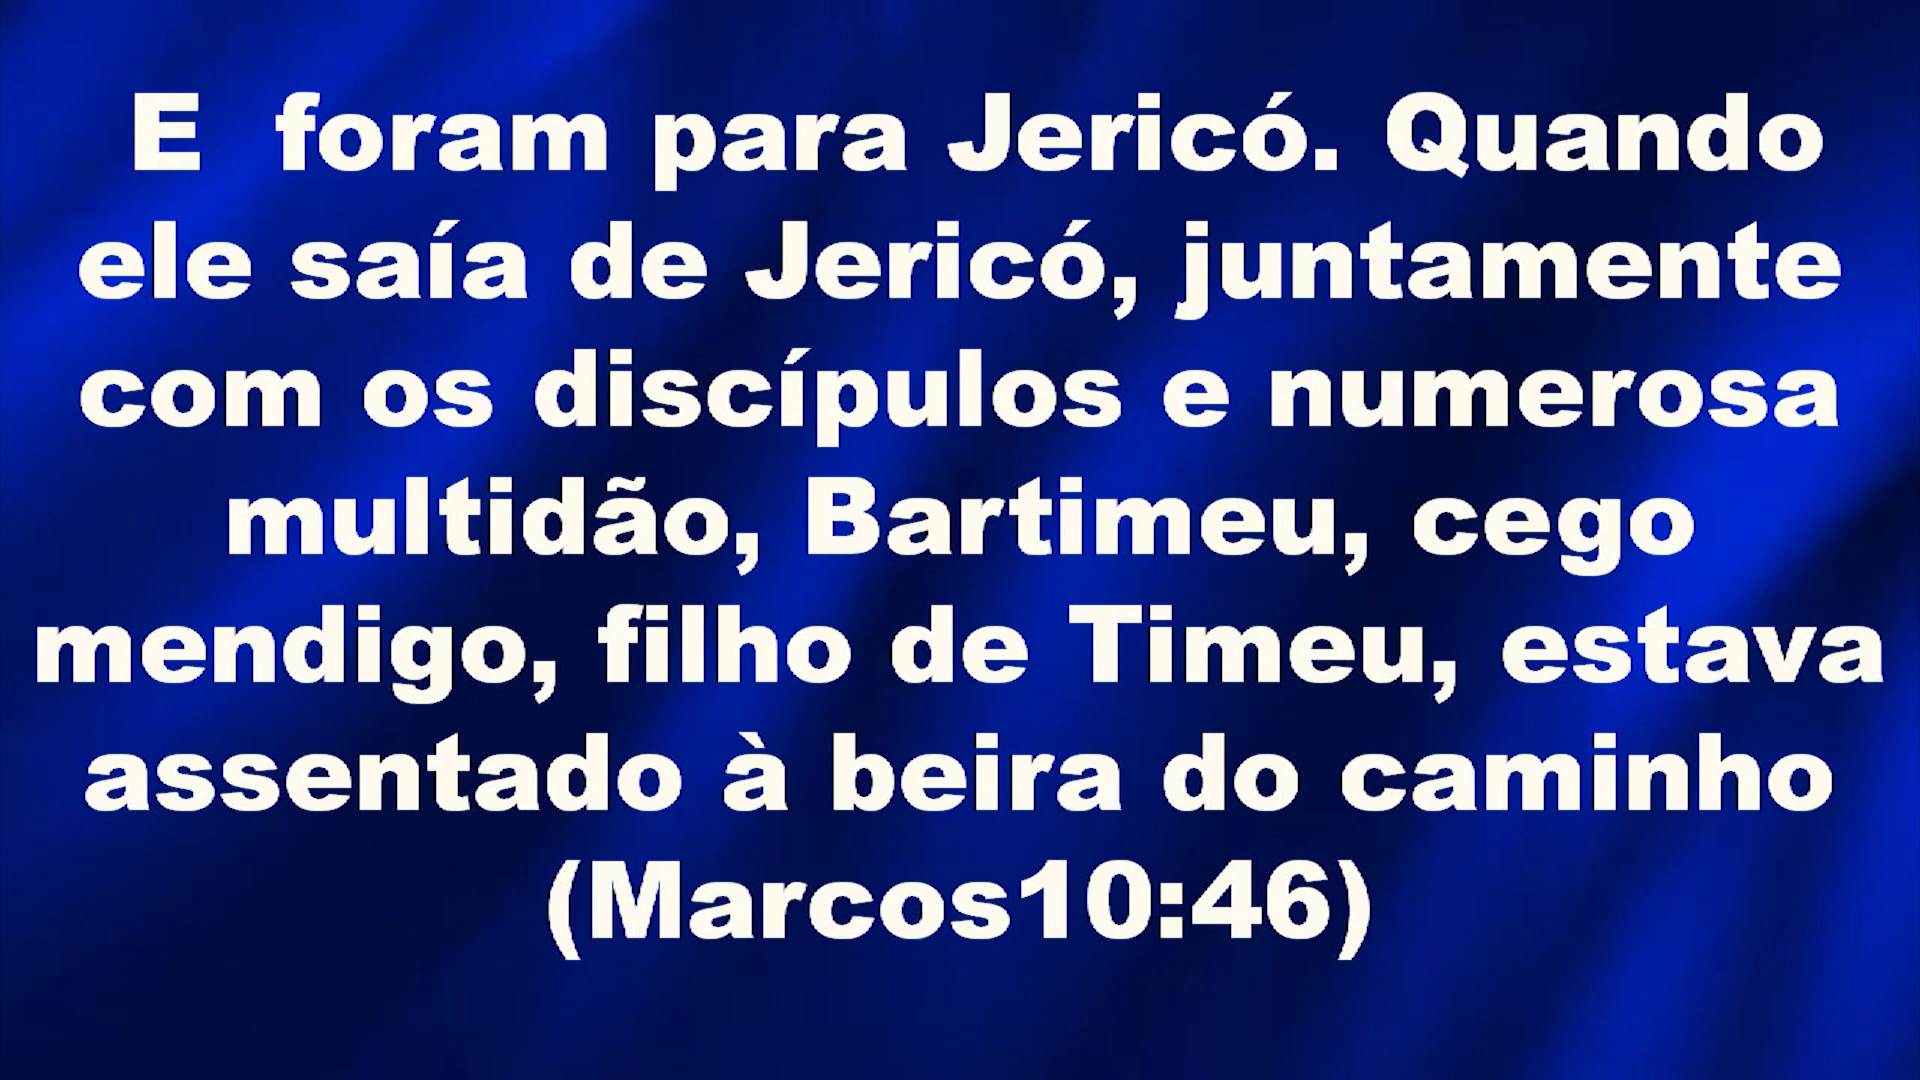 E  foram para Jericó. Quando
ele saía de Jericó, juntamente
com os discípulos e numerosa
multidão, Bartimeu, cego
mendigo, filho de Timeu, estava
assentado à beira do caminho
(Marcos10:46)